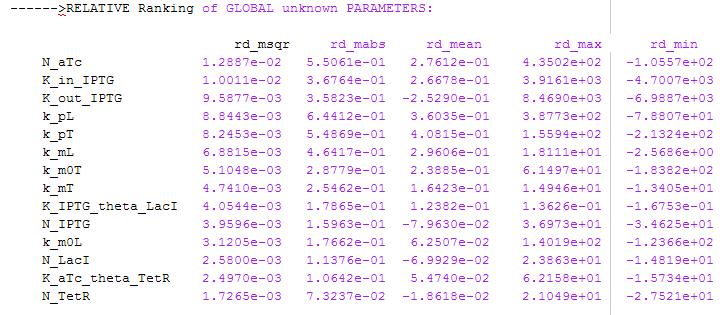 ------>RELATIVE Ranking of GLOBAL unknown PARAMETERS:
rd_msqr rd_mabs rd_mean rd_max rd_min
N_aTc 1.2887e-02 5.5061e-01 2.7612e-01 4.3502e+02 -1.0557e+02
K_in_IPTG 1.0011e-02 3.6764e-01 2.6678e-01 3.9161e+03 -4.7007e+03
K_out_IPTG 9.5877e-03 3.5823e-01 -2.5290e-01 8.4690e+03 -6.9887e+03
k_pL 8.8443e-03 6.4412e-01 3.6035e-01 3.8773e+02 -7.8807e+01
k_pT 8.2453e-03 5.4869e-01 4.0815e-01 1.5594e+02 -2.1324e+02
k_mL 6.8815e-03 4.6417e-01 2.9606e-01 1.8111e+01 -2.5686e+00
k_m0T 5.1048e-03 2.8779e-01 2.3885e-01 6.1497e+01 -1.8382e+02
k_mT 4.7410e-03 2.5462e-01 1.6423e-01 1.4946e+01 -1.3405e+01
K_IPTG_theta_LacI 4.0544e-03 1.7865e-01 1.2382e-01 1.3626e+01 -1.6753e-01
N_IPTG 3.9596e-03 1.5963e-01 -7.9630e-02 3.6973e+01 -3.4625e+01
k_m0L 3.1205e-03 1.7662e-01 6.2507e-02 1.4019e+02 -1.2366e+02
N_LacI 2.5800e-03 1.1376e-01 -6.9929e-02 2.3863e+01 -1.4819e+01
K_aTc_theta_TetR 2.4970e-03 1.0642e-01 5.4740e-02 6.2158e+01 -1.5734e+01
N_TetR 1.7265e-03 7.3237e-02 -1.8618e-02 2.1049e+01 -2.7521e+01